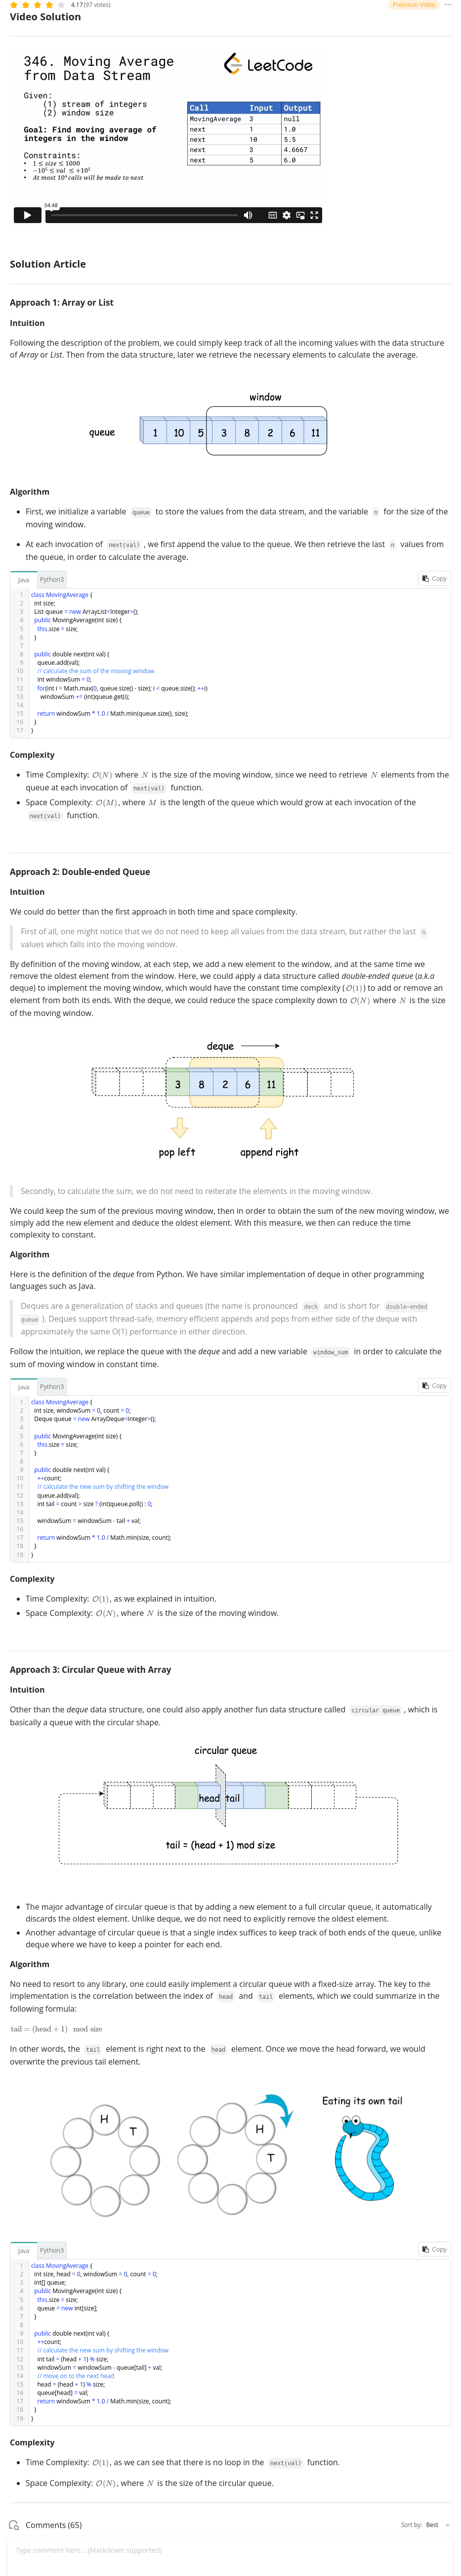 4.17 (97 votes)
Premium Video
Video Solution
346. Moving Average
from Data Stream
LeetCode
Given:
(1) stream of integers
(2) window size
Goal: Find moving average of
integers in the window
Constraints:
• 1 ≤ size ≤ 1000
• −10⁵ ≤ val ≤ +10⁵
• At most 10⁴ calls will be made to next
Call Input Output
MovingAverage 3 null
next 1 1.0
next 10 5.5
next 3 4.6667
next 5 6.0
04:48
Solution Article
Approach 1: Array or List
Intuition
Following the description of the problem, we could simply keep track of all the incoming values with the data structure
of Array or List. Then from the data structure, later we retrieve the necessary elements to calculate the average.
window
queue 1 10 5 3 8 2 6 11
Algorithm
• First, we initialize a variable queue to store the values from the data stream, and the variable n for the size of the
moving window.
• At each invocation of next(val) , we first append the value to the queue. We then retrieve the last n values from
the queue, in order to calculate the average.
Java Python3 Copy
1 class MovingAverage {
2 int size;
3 List queue = new ArrayList<Integer>();
4 public MovingAverage(int size) {
5 this.size = size;
6 }
7
8 public double next(int val) {
9 queue.add(val);
10 // calculate the sum of the moving window
11 int windowSum = 0;
12 for(int i = Math.max(0, queue.size() - size); i < queue.size(); ++i)
13 windowSum += (int)queue.get(i);
14
15 return windowSum * 1.0 / Math.min(queue.size(), size);
16 }
17 }
Complexity
• Time Complexity: O(N) where N is the size of the moving window, since we need to retrieve N elements from the
queue at each invocation of next(val) function.
• Space Complexity: O(M), where M is the length of the queue which would grow at each invocation of the
next(val) function.
Approach 2: Double-ended Queue
Intuition
We could do better than the first approach in both time and space complexity.
First of all, one might notice that we do not need to keep all values from the data stream, but rather the last n
values which falls into the moving window.
By definition of the moving window, at each step, we add a new element to the window, and at the same time we
remove the oldest element from the window. Here, we could apply a data structure called double-ended queue (a.k.a
deque) to implement the moving window, which would have the constant time complexity (O(1)) to add or remove an
element from both its ends. With the deque, we could reduce the space complexity down to O(N) where N is the size
of the moving window.
deque
3 8 2 6 11
pop left append right
Secondly, to calculate the sum, we do not need to reiterate the elements in the moving window.
We could keep the sum of the previous moving window, then in order to obtain the sum of the new moving window, we
simply add the new element and deduce the oldest element. With this measure, we then can reduce the time
complexity to constant.
Algorithm
Here is the definition of the deque from Python. We have similar implementation of deque in other programming
languages such as Java.
Deques are a generalization of stacks and queues (the name is pronounced deck and is short for double-ended
queue ). Deques support thread-safe, memory efficient appends and pops from either side of the deque with
approximately the same O(1) performance in either direction.
Follow the intuition, we replace the queue with the deque and add a new variable window_sum in order to calculate the
sum of moving window in constant time.
Java Python3 Copy
1 class MovingAverage {
2 int size, windowSum = 0, count = 0;
3 Deque queue = new ArrayDeque<Integer>();
4
5 public MovingAverage(int size) {
6 this.size = size;
7 }
8
9 public double next(int val) {
10 ++count;
11 // calculate the new sum by shifting the window
12 queue.add(val);
13 int tail = count > size ? (int)queue.poll() : 0;
14
15 windowSum = windowSum - tail + val;
16
17 return windowSum * 1.0 / Math.min(size, count);
18 }
19 }
Complexity
• Time Complexity: O(1), as we explained in intuition.
• Space Complexity: O(N), where N is the size of the moving window.
Approach 3: Circular Queue with Array
Intuition
Other than the deque data structure, one could also apply another fun data structure called circular queue , which is
basically a queue with the circular shape.
circular queue
head tail
tail = (head + 1) mod size
• The major advantage of circular queue is that by adding a new element to a full circular queue, it automatically
discards the oldest element. Unlike deque, we do not need to explicitly remove the oldest element.
• Another advantage of circular queue is that a single index suffices to keep track of both ends of the queue, unlike
deque where we have to keep a pointer for each end.
Algorithm
No need to resort to any library, one could easily implement a circular queue with a fixed-size array. The key to the
implementation is the correlation between the index of head and tail elements, which we could summarize in the
following formula:
tail = (head + 1) mod size
In other words, the tail element is right next to the head element. Once we move the head forward, we would
overwrite the previous tail element.
Eating its own tail
H T
H T
Java Python3 Copy
1 class MovingAverage {
2 int size, head = 0, windowSum = 0, count = 0;
3 int[] queue;
4 public MovingAverage(int size) {
5 this.size = size;
6 queue = new int[size];
7 }
8
9 public double next(int val) {
10 ++count;
11 // calculate the new sum by shifting the window
12 int tail = (head + 1) % size;
13 windowSum = windowSum - queue[tail] + val;
14 // move on to the next head
15 head = (head + 1) % size;
16 queue[head] = val;
17 return windowSum * 1.0 / Math.min(size, count);
18 }
19 }
Complexity
• Time Complexity: O(1), as we can see that there is no loop in the next(val) function.
• Space Complexity: O(N), where N is the size of the circular queue.
Comments (65)
Sort by: Best
Type comment here... (Markdown supported)